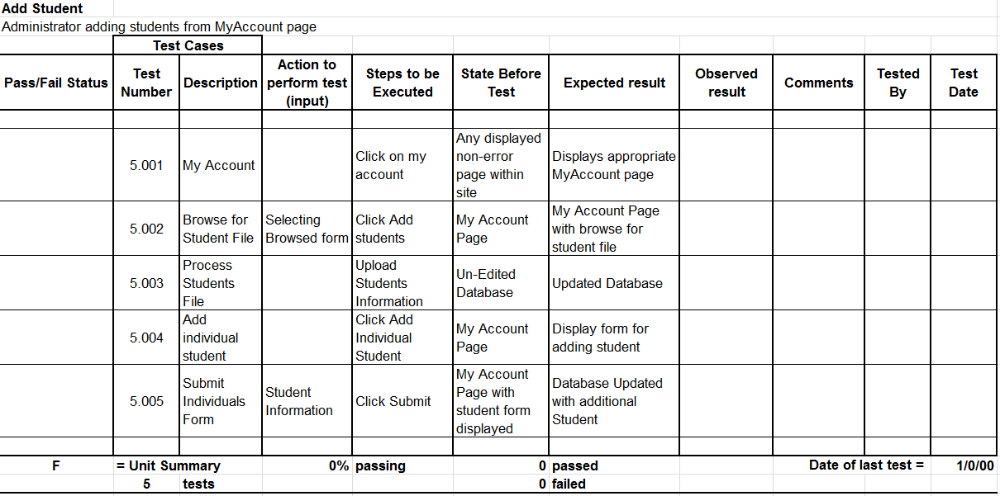 Add Student
Administrator adding students from MyAccount page
Test Cases
Pass/Fail Status
Test
Number
Description
Action to
perform test
(input)
Steps to be
Executed
State Before
Test
Expected result
Observed
result
Comments
Tested
By
Test
Date
5.001
My Account
Click on my
account
Any displayed
non-error
page within
site
Displays appropriate
MyAccount page
5.002
Browse for
Student File
Selecting
Browsed form
Click Add
students
My Account
Page
My Account Page
with browse for
student file
5.003
Process
Students
File
Upload
Students
Information
Un-Edited
Database
Updated Database
5.004
Add
individual
student
Click Add
Individual
Student
My Account
Page
Display form for
adding student
5.005
Submit
Individuals
Form
Student
Information
Click Submit
My Account
Page with
student form
displayed
Database Updated
with additional
Student
F = Unit Summary 0% passing 0 passed Date of last test = 1/0/00
5 tests 0 failed